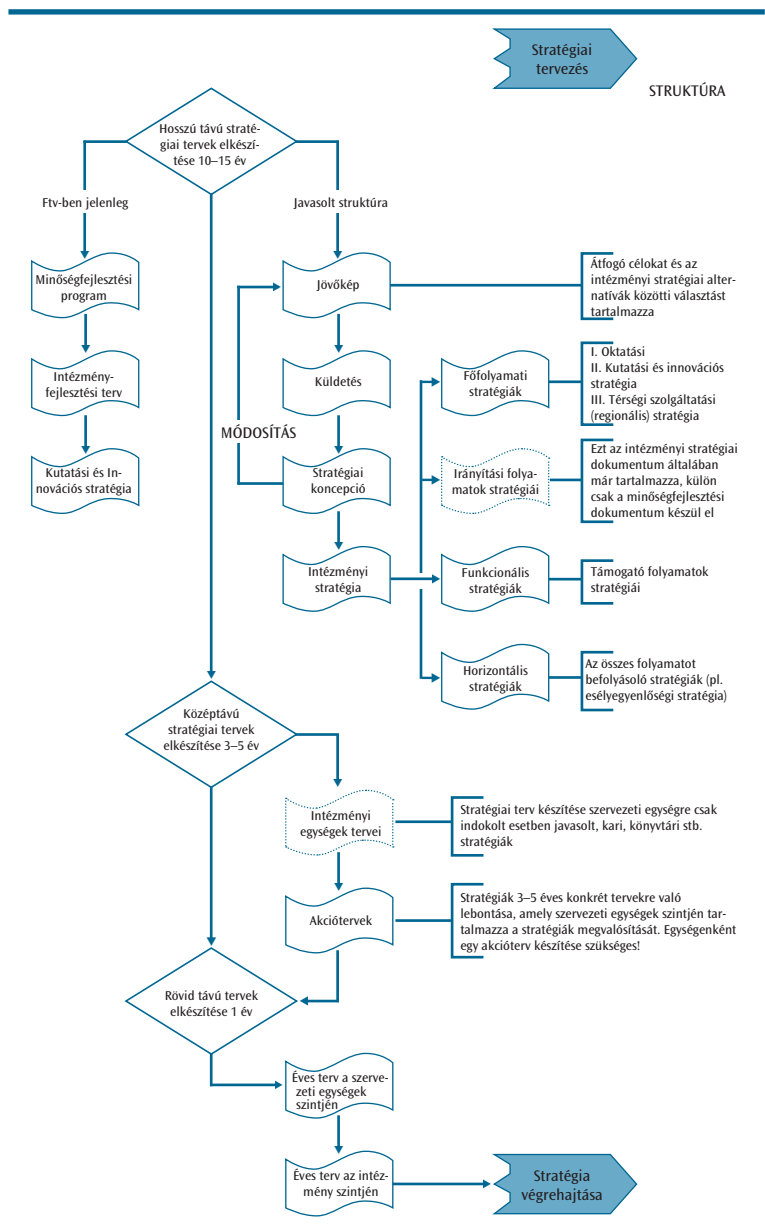 Stratégiai
tervezés
STRUKTÚRA
Hosszú távú straté-
giai tervek elkészí-
tése 10–15 év
Ftv-ben jelenleg
Javasolt struktúra
Minőségfejlesztési
program
Intézmény-
fejlesztési terv
Kutatási és In-
novációs stratégia
Jövőkép
Átfogó célokat és az
intézményi stratégiai alter-
natívák közötti választást
tartalmazza
Küldetés
MÓDOSÍTÁS
Stratégiai
koncepció
Intézményi
stratégia
Főfolyamati
stratégiák
I. Oktatási
II. Kutatási és innovációs
stratégia
III. Térségi szolgáltatási
(regionális) stratégia
Irányítási folya-
matok stratégiái
Ezt az intézményi stratégiai
dokumentum általában
már tartalmazza, külön
csak a minőségfejlesztési
dokumentum készül el
Funkcionális
stratégiák
Támogató folyamatok
stratégiái
Horizontális
stratégiák
Az összes folyamatot
befolyásoló stratégiák (pl.
esélyegyenlőségi stratégia)
Középtávú
stratégiai tervek
elkészítése 3–5 év
Intézményi
egységek tervei
Stratégiai terv készítése szervezeti egységre csak
indokolt esetben javasolt, kari, könyvtári stb.
stratégiák
Akciótervek
Stratégiák 3–5 éves konkrét tervekre való
lebontása, amely szervezeti egységek szintjén tar-
talmazza a stratégiák megvalósítását. Egységenként
egy akcióterv készítése szükséges!
Rövid távú tervek
elkészítése 1 év
Éves terv a szerve-
zeti egységek
szintjén
Éves terv az intéz-
mény szintjén
Stratégia
végrehajtása